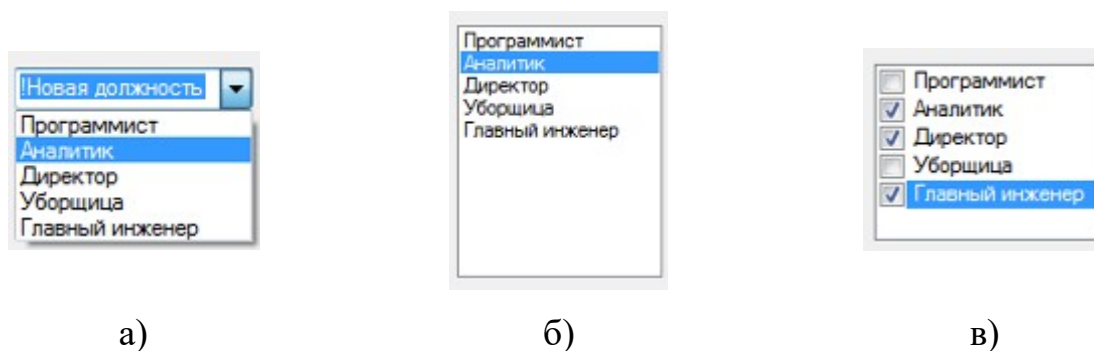 !Новая должность
Программист
Аналитик
Директор
Уборщица
Главный инженер
а)
Программист
Аналитик
Директор
Уборщица
Главный инженер
б)
Программист
Аналитик
Директор
Уборщица
Главный инженер
в)